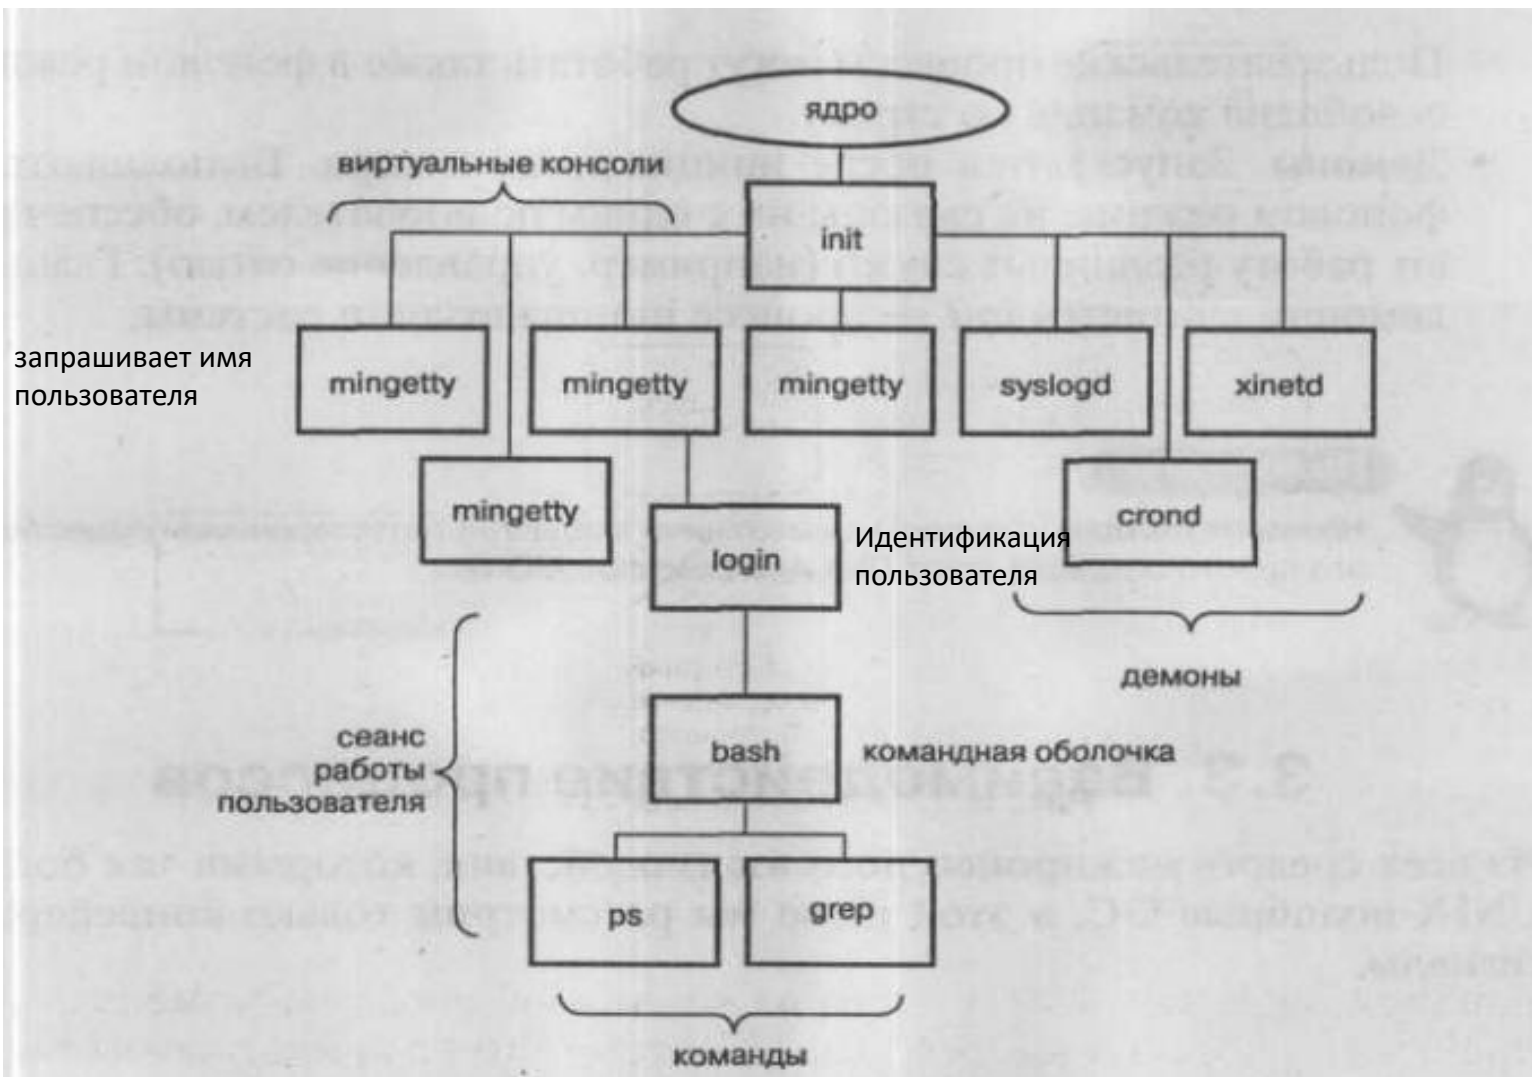 ядро
виртуальные консоли
init
запрашивает имя
пользователя
mingetty
mingetty
mingetty
syslogd
xinetd
mingetty
crond
login
Идентификация
пользователя
демоны
сеанс
работы
пользователя
bash
командная оболочка
ps
grep
команды